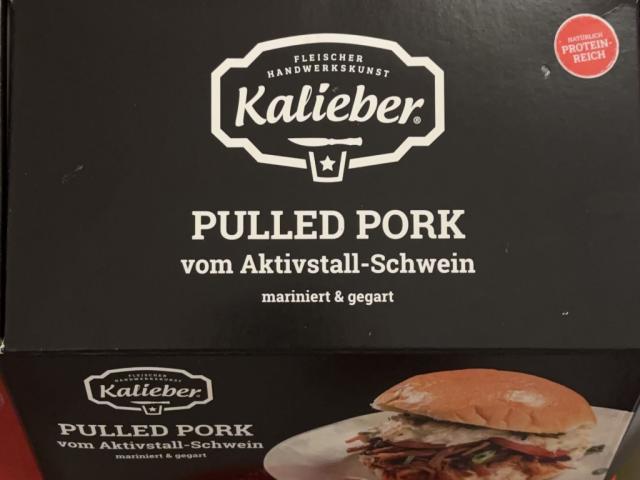 FLEISCHER
HANDWERKSKUNST
Kalieber®
NATÜRLICH
PROTEIN-
REICH
PULLED PORK
vom Aktivstall-Schwein
mariniert & gegart
FLEISCHER
HANDWERKSKUNST
Kalieber
PULLED PORK
vom Aktivstall-Schwein
mariniert & gegart